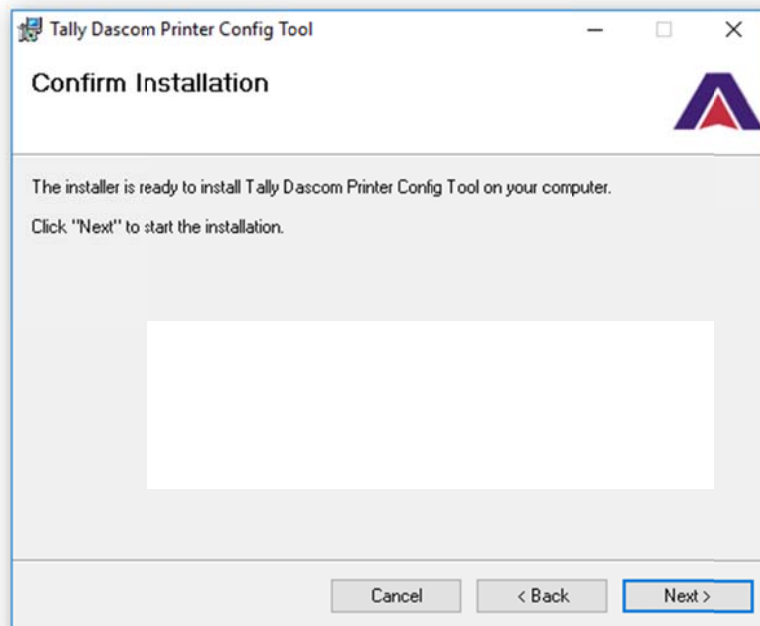 Tally Dascom Printer Config Tool
Confirm Installation
The installer is ready to install Tally Dascom Printer Config Tool on your computer.
Click "Next" to start the installation.
Cancel
< Back
Next >